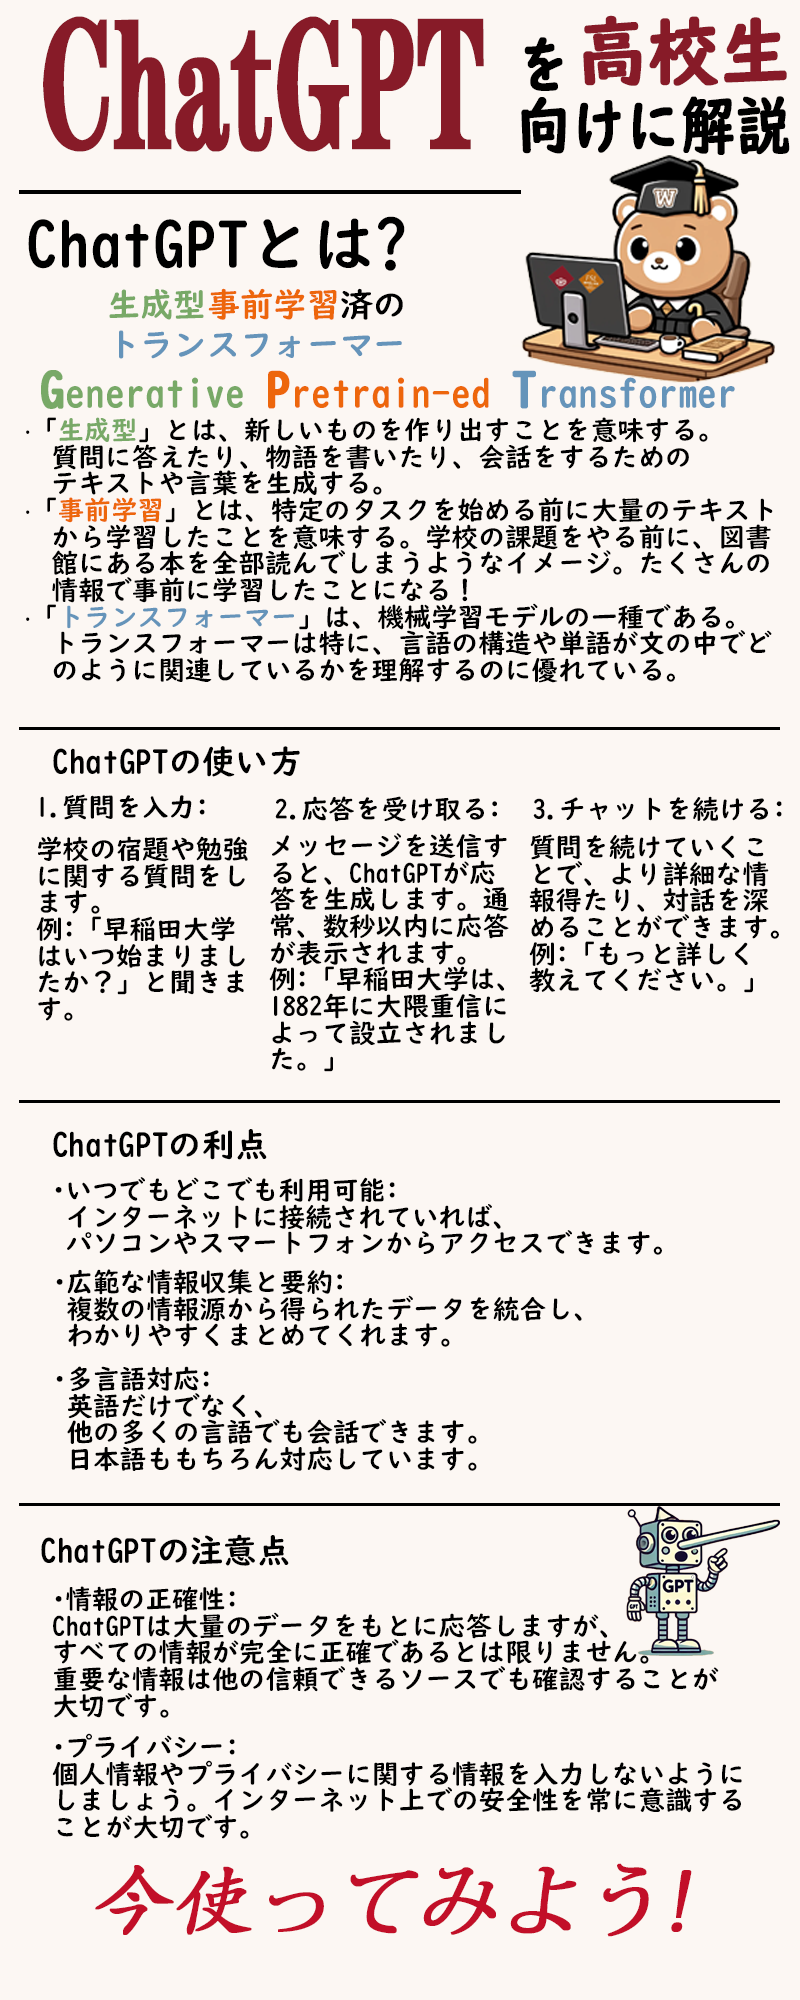 ChatGPT を 高校生
向けに解説
W
ChatGPTとは?
生成型事前学習済の
トランスフォーマー
Generative Pretrain-ed Transformer
・「生成型」とは、新しいものを作り出すことを意味する。
質問に答えたり、物語を書いたり、会話をするための
テキストや言葉を生成する。
・「事前学習」とは、特定のタスクを始める前に大量のテキスト
から学習したことを意味する。学校の課題をやる前に、図書
館にある本を全部読んでしまうようなイメージ。たくさんの
情報で事前に学習したことになる！
・「トランスフォーマー」は、機械学習モデルの一種である。
トランスフォーマーは特に、言語の構造や単語が文の中でど
のように関連しているかを理解するのに優れている。
ChatGPTの使い方
1.質問を入力:
学校の宿題や勉強
に関する質問をし
ます。
例:「早稲田大学
はいつ始まりまし
たか？」と聞きま
す。
2.応答を受け取る:
メッセージを送信す
ると、ChatGPTが応
答を生成します。通
常、数秒以内に応答
が表示されます。
例:「早稲田大学は、
1882年に大隈重信に
よって設立されまし
た。」
3.チャットを続ける:
質問を続けていくこ
とで、より詳細な情
報得たり、対話を深
めることができます。
例:「もっと詳しく
教えてください。」
ChatGPTの利点
・いつでもどこでも利用可能:
インターネットに接続されていれば、
パソコンやスマートフォンからアクセスできます。
・広範な情報収集と要約:
複数の情報源から得られたデータを統合し、
わかりやすくまとめてくれます。
・多言語対応:
英語だけでなく、
他の多くの言語でも会話できます。
日本語ももちろん対応しています。
ChatGPTの注意点
GPT
・情報の正確性:
ChatGPTは大量のデータをもとに応答しますが、
すべての情報が完全に正確であるとは限りません。
重要な情報は他の信頼できるソースでも確認することが
大切です。
・プライバシー:
個人情報やプライバシーに関する情報を入力しないように
しましょう。インターネット上での安全性を常に意識する
ことが大切です。
今使ってみよう!